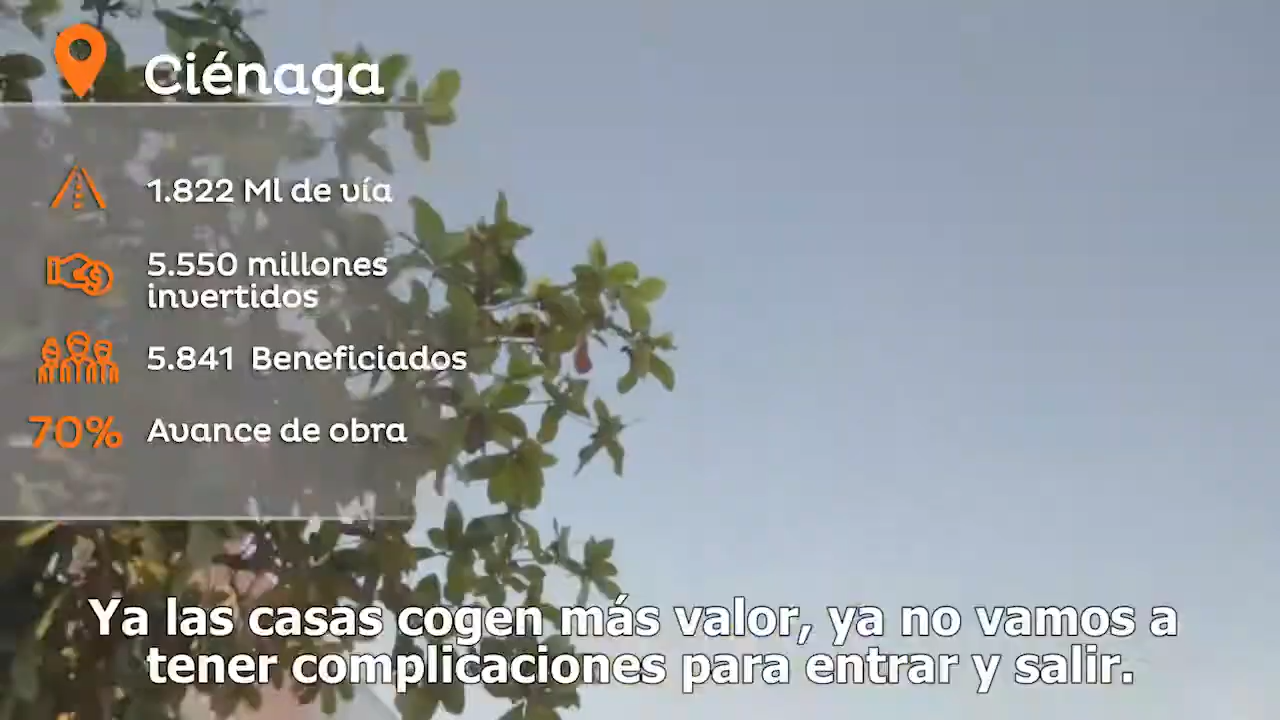 Ciénaga
1.822 Ml de vía
5.550 millones
invertidos
5.841 Beneficiados
70% Avance de obra
Ya las casas cogen más valor, ya no vamos a
tener complicaciones para entrar y salir.